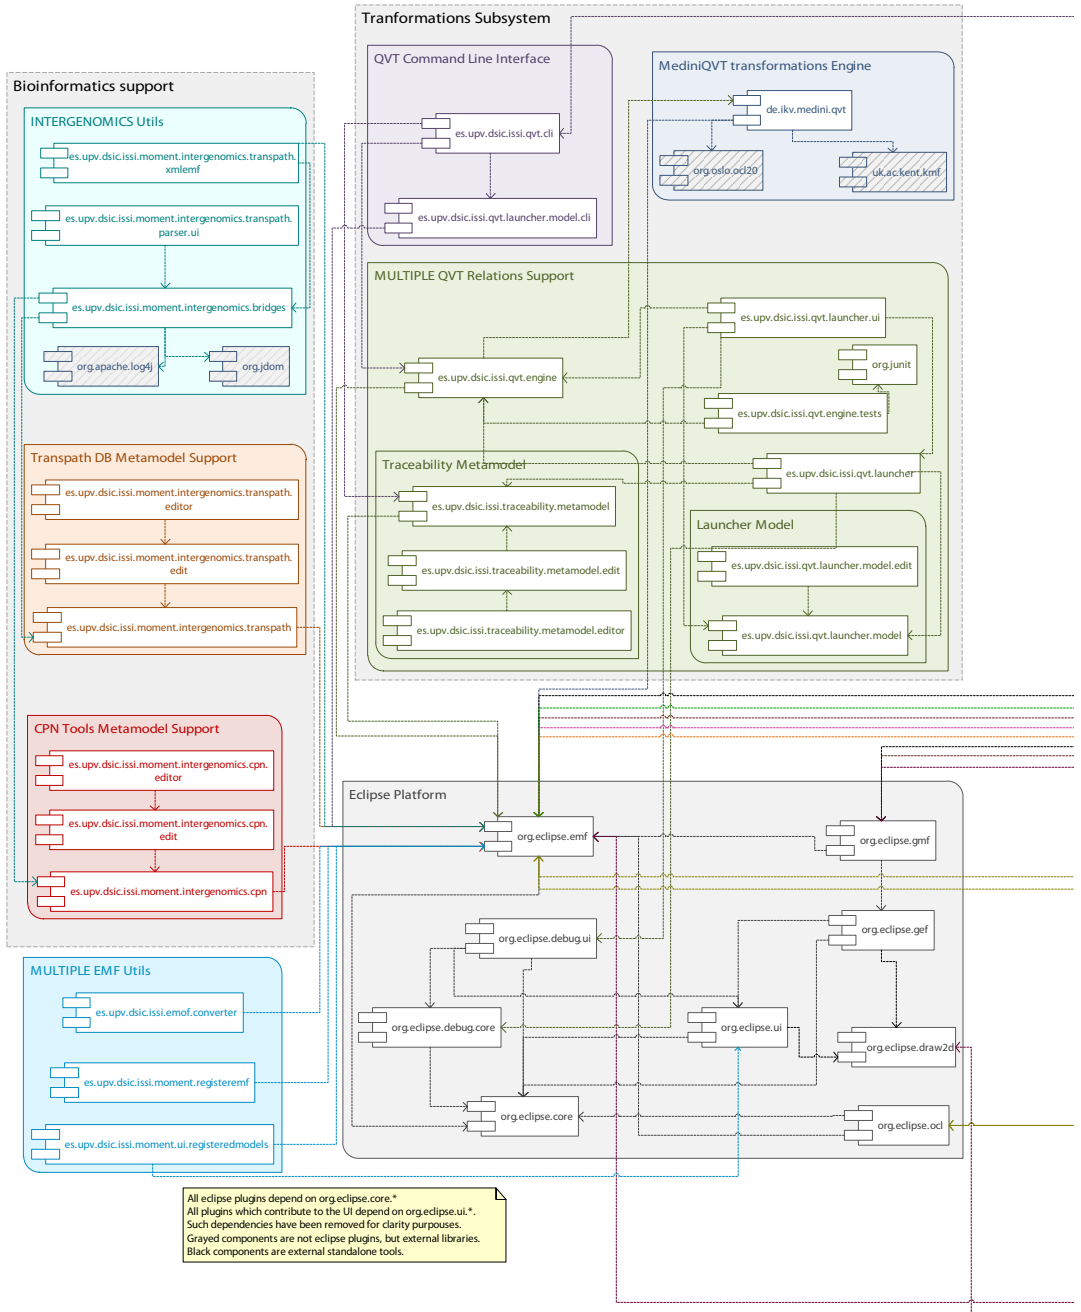 Tranformations Subsystem
QVT Command Line Interface
es.upv.dsic.issi.qvt.cli
es.upv.dsic.issi.qvt.launcher.model.cli
MediniQVT transformations Engine
de.ikv.medini.qvt
org.oslo.ocl20
uk.ac.kent.kmf
Bioinformatics support
INTERGENOMICS Utils
es.upv.dsic.issi.moment.intergenomics.transpath.
xmlemf
es.upv.dsic.issi.moment.intergenomics.transpath.
parser.ui
es.upv.dsic.issi.moment.intergenomics.bridges
org.apache.log4j
org.jdom
MULTIPLE QVT Relations Support
es.upv.dsic.issi.qvt.launcher.ui
org.junit
es.upv.dsic.issi.qvt.engine
es.upv.dsic.issi.qvt.engine.tests
es.upv.dsic.issi.qvt.launcher
Traceability Metamodel
es.upv.dsic.issi.traceability.metamodel
es.upv.dsic.issi.traceability.metamodel.edit
es.upv.dsic.issi.traceability.metamodel.editor
Launcher Model
es.upv.dsic.issi.qvt.launcher.model.edit
es.upv.dsic.issi.qvt.launcher.model
Transpath DB Metamodel Support
es.upv.dsic.issi.moment.intergenomics.transpath.
editor
es.upv.dsic.issi.moment.intergenomics.transpath.
edit
es.upv.dsic.issi.moment.intergenomics.transpath
CPN Tools Metamodel Support
es.upv.dsic.issi.moment.intergenomics.cpn.
editor
es.upv.dsic.issi.moment.intergenomics.cpn.
edit
es.upv.dsic.issi.moment.intergenomics.cpn
Eclipse Platform
org.eclipse.emf
org.eclipse.gmf
org.eclipse.debug.ui
org.eclipse.gef
org.eclipse.debug.core
org.eclipse.ui
org.eclipse.draw2d
org.eclipse.core
org.eclipse.ocl
MULTIPLE EMF Utils
es.upv.dsic.issi.emof.converter
es.upv.dsic.issi.moment.registeremf
es.upv.dsic.issi.moment.ui.registeredmodels
All eclipse plugins depend on org.eclipse.core.*
All plugins which contribute to the UI depend on org.eclipse.ui.*.
Such dependencies have been removed for clarity purpouses.
Grayed components are not eclipse plugins, but external libraries.
Black components are external standalone tools.